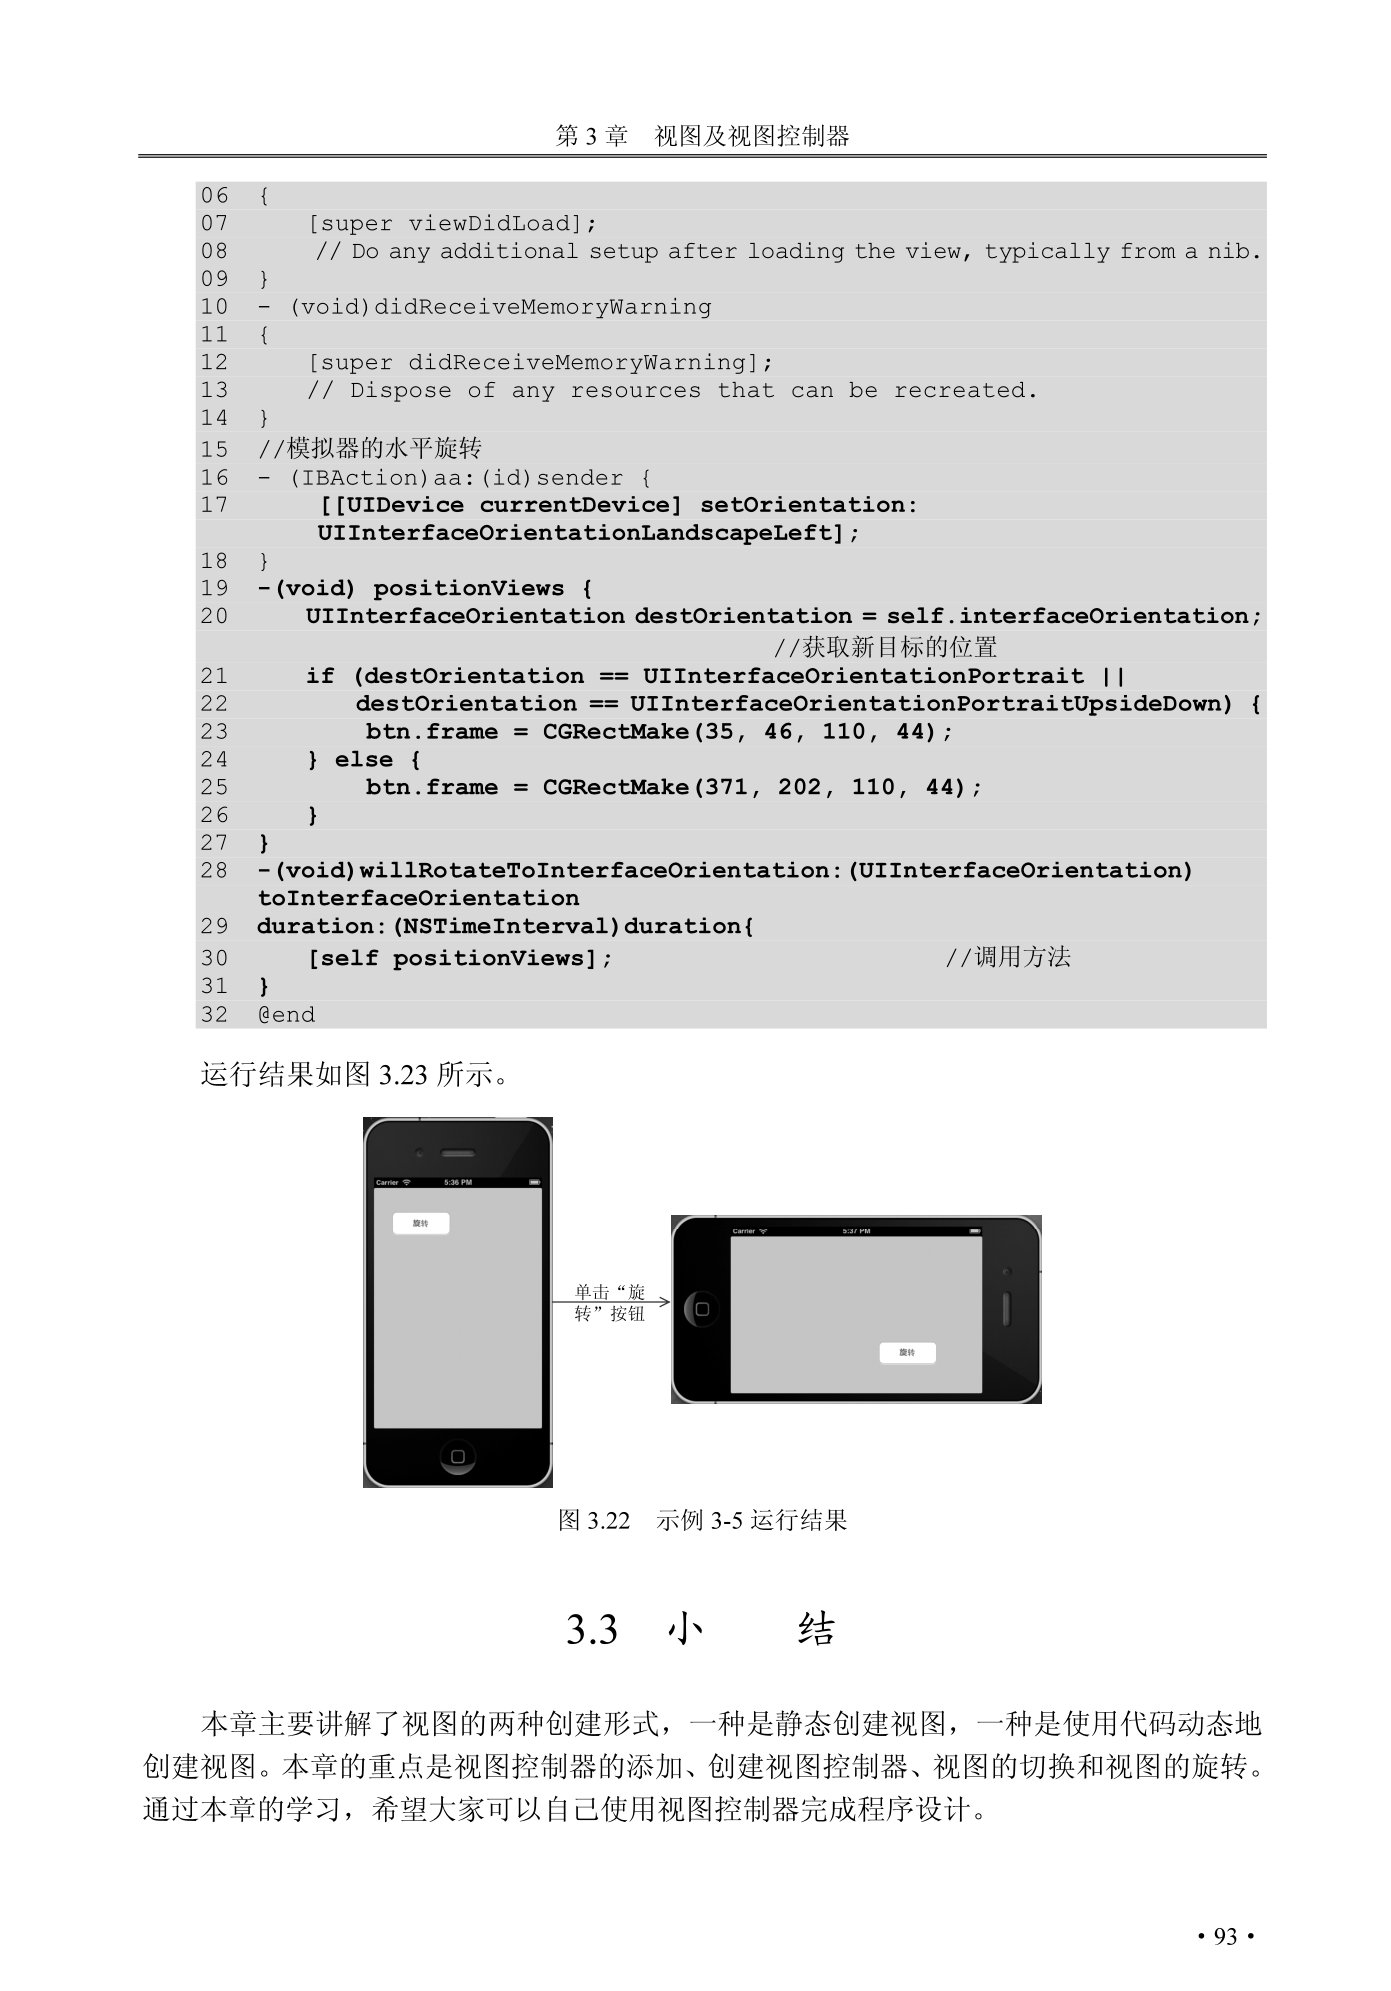 第 3 章　视图及视图控制器
06 {
07 [super viewDidLoad];
08 // Do any additional setup after loading the view, typically from a nib.
09 }
10 - (void)didReceiveMemoryWarning
11 {
12 [super didReceiveMemoryWarning];
13 // Dispose of any resources that can be recreated.
14 }
15 //模拟器的水平旋转
16 - (IBAction)aa:(id)sender {
17 [[UIDevice currentDevice] setOrientation:
UIInterfaceOrientationLandscapeLeft];
18 }
19 -(void) positionViews {
20 UIInterfaceOrientation destOrientation = self.interfaceOrientation;
//获取新目标的位置
21 if (destOrientation == UIInterfaceOrientationPortrait ||
22 destOrientation == UIInterfaceOrientationPortraitUpsideDown) {
23 btn.frame = CGRectMake(35, 46, 110, 44);
24 } else {
25 btn.frame = CGRectMake(371, 202, 110, 44);
26 }
27 }
28 -(void)willRotateToInterfaceOrientation:(UIInterfaceOrientation)
toInterfaceOrientation
29 duration:(NSTimeInterval)duration{
30 [self positionViews]; //调用方法
31 }
32 @end
运行结果如图 3.23 所示。
Carrier 5:36 PM
旋转
单击“旋
转”按钮
Carrier 5:37 PM
旋转
图 3.22　示例 3-5 运行结果
3.3　小　结
本章主要讲解了视图的两种创建形式，一种是静态创建视图，一种是使用代码动态地
创建视图。本章的重点是视图控制器的添加、创建视图控制器、视图的切换和视图的旋转。
通过本章的学习，希望大家可以自己使用视图控制器完成程序设计。
• 93 •